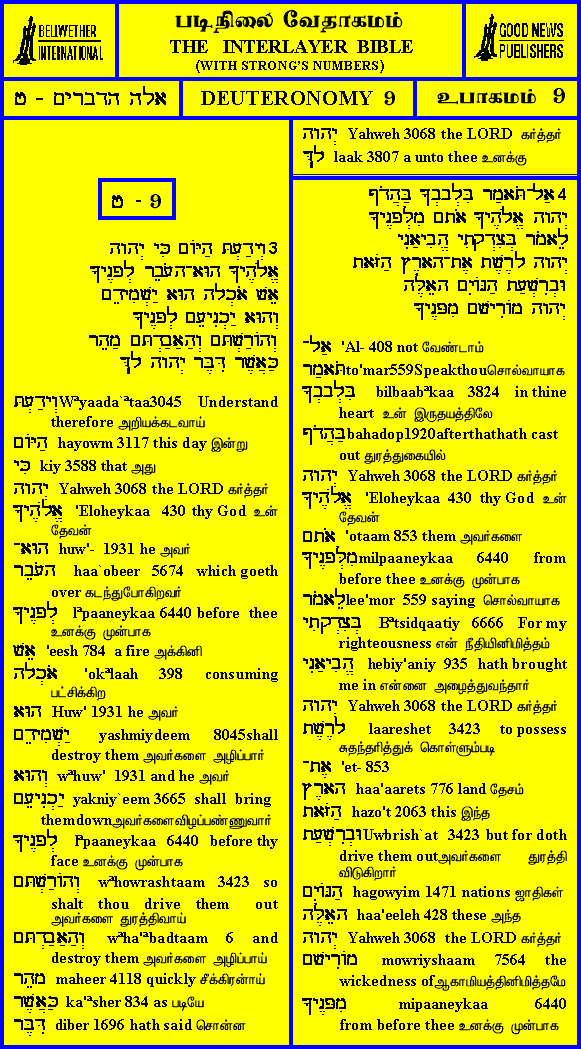 BELLWETHER
INTERNATIONAL
படிநிலை வேதாகமம்
THE INTERLAYER BIBLE
(WITH STRONG'S NUMBERS)
GOOD NEWS
PUBLISHERS
אלה הדברים - ט
DEUTERONOMY 9
உபாகமம் 9
ט - 9
3 וְיָדַעְתָּ הַיּוֹם כִּי יְהוָה
אֱלֹהֶיךָ הוּא־הָעֹבֵר לְפָנֶיךָ
אֵשׁ אֹכְלָה הוּא יַשְׁמִידֵם
וְהוּא יַכְנִיעֵם לְפָנֶיךָ
וְהוֹרַשְׁתָּם וְהַאֲבַדְתָּם מַהֵר
כַּאֲשֶׁר דִּבֶּר יְהוָה לָךְ
וְיָדַעְתָּ Wªyaada`ªtaa3045 Understand
therefore அறியக்கடவாய்
הַיּוֹם hayowm 3117 this day இன்று
כִּי kiy 3588 that அது
יְהוָה Yahweh 3068 the LORD கர்த்தர்
אֱלֹהֶיךָ 'Eloheykaa 430 thy God உன்
தேவன்
הוּא־ huw'- 1931 he அவர்
הָעֹבֵר haa`obeer 5674 which goeth
over கடந்துபோகிறவர்
לְפָנֶיךָ lªpaaneykaa 6440 before thee
உனக்கு முன்பாக
אֵשׁ 'eesh 784 a fire அக்கினி
אֹכְלָה 'okªlaah 398 consuming
பட்சிக்கிற
הוּא Huw' 1931 he அவர்
יַשְׁמִידֵם yashmiydeem 8045shall
destroy them அவர்களை அழிப்பார்
וְהוּא wªhuw' 1931 and he அவர்
יַכְנִיעֵם yakniy`eem 3665 shall bring
themdownஅவர்களைவிழப்பண்ணுவார்
לְפָנֶיךָ lªpaaneykaa 6440 before thy
face உனக்கு முன்பாக
וְהוֹרַשְׁתָּם wªhowrashtaam 3423 so
shalt thou drive them out
அவர்களை துரத்திவாய்
וְהַאֲבַדְתָּם wªha'ªbadtaam 6 and
destroy them அவர்களை அழிப்பாய்
מַהֵר maheer 4118 quickly சீக்கிரனாய்
כַּאֲשֶׁר ka'ªsher 834 as படியே
דִּבֶּר diber 1696 hath said சொன்ன
יְהוָה Yahweh 3068 the LORD கர்த்தர்
לָךְ laak 3807 a unto thee உனக்கு
4 אַל־תֹּאמַר בִּלְבָבְךָ בַּהֲדֹף
יְהוָה אֱלֹהֶיךָ אֹתָם מִלְּפָנֶיךָ
לֵאמֹר בְּצִדְקָתִי הֱבִיאַנִי
יְהוָה לָרֶשֶׁת אֶת־הָאָרֶץ הַזֹּאת
וּבְרִשְׁעַת הַגּוֹיִם הָאֵלֶּה
יְהוָה מוֹרִישָׁם מִפָּנֶיךָ
אַל־ 'Al- 408 not வேண்டாம்
תֹּאמַר to'mar559Speakthouசொல்வாயாக
בִּלְבָבְךָ bilbaabªkaa 3824 in thine
heart உன் இருதயத்திலே
בַּהֲדֹף bahadop1920afterthathath cast
out துரத்துகையில்
יְהוָה Yahweh 3068 the LORD கர்த்தர்
אֱלֹהֶיךָ 'Eloheykaa 430 thy God உன்
தேவன்
אֹתָם 'otaam 853 them அவர்களை
מִלְּפָנֶיךָ milpaaneykaa 6440 from
before thee உனக்கு முன்பாக
לֵאמֹר lee'mor 559 saying சொல்வாயாக
בְּצִדְקָתִי Bªtsidqaatiy 6666 For my
righteousness என் நீதியினிமித்தம்
הֱבִיאַנִי hebiy'aniy 935 hath brought
me in என்னை அழைத்துவந்தார்
יְהוָה Yahweh 3068 the LORD கர்த்தர்
לָרֶשֶׁת laareshet 3423 to possess
சுதந்தரித்துக் கொள்ளும்படி
אֶת־ 'et- 853
הָאָרֶץ haa'aarets 776 land தேசம்
הַזֹּאת hazo't 2063 this இந்த
וּבְרִשְׁעַת Uwbrish`at 3423 but for doth
drive them outஅவர்களை துரத்தி
விடுகிறார்
הַגּוֹיִם hagowyim 1471 nations ஜாதிகள்
הָאֵלֶּה haa'eeleh 428 these அந்த
יְהוָה Yahweh 3068 the LORD கர்த்தர்
מוֹרִישָׁם mowriyshaam 7564 the
wickedness ofஆகாமியத்தினிமித்தமே
מִפָּנֶיךָ mipaaneykaa 6440
from before thee உனக்கு முன்பாக